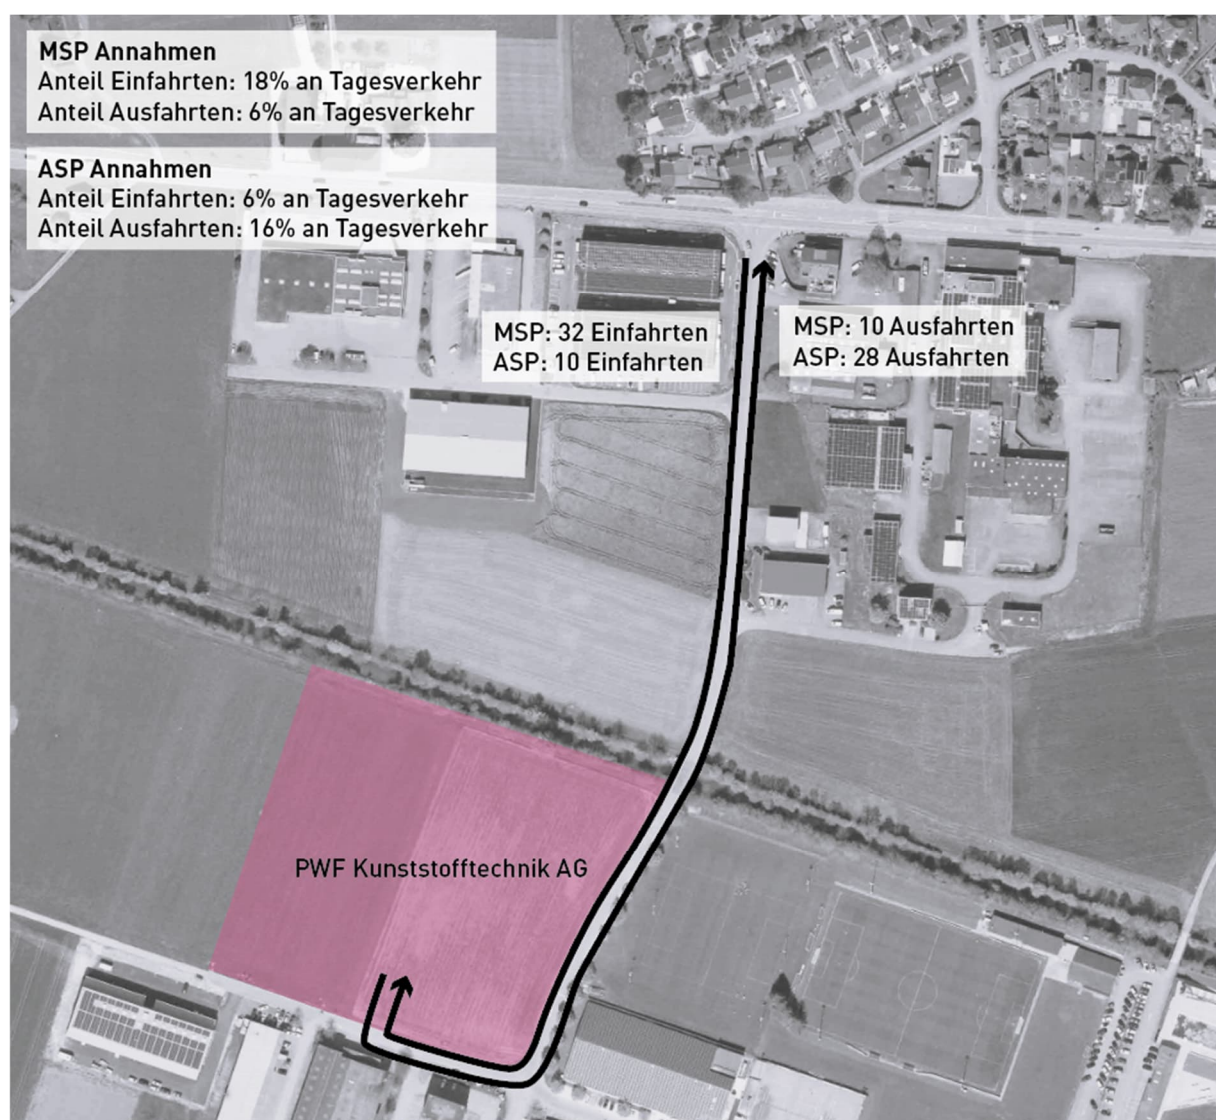 MSP Annahmen
Anteil Einfahrten: 18% an Tagesverkehr
Anteil Ausfahrten: 6% an Tagesverkehr
ASP Annahmen
Anteil Einfahrten: 6% an Tagesverkehr
Anteil Ausfahrten: 16% an Tagesverkehr
MSP: 32 Einfahrten
ASP: 10 Einfahrten
MSP: 10 Ausfahrten
ASP: 28 Ausfahrten
PWF Kunststofftechnik AG